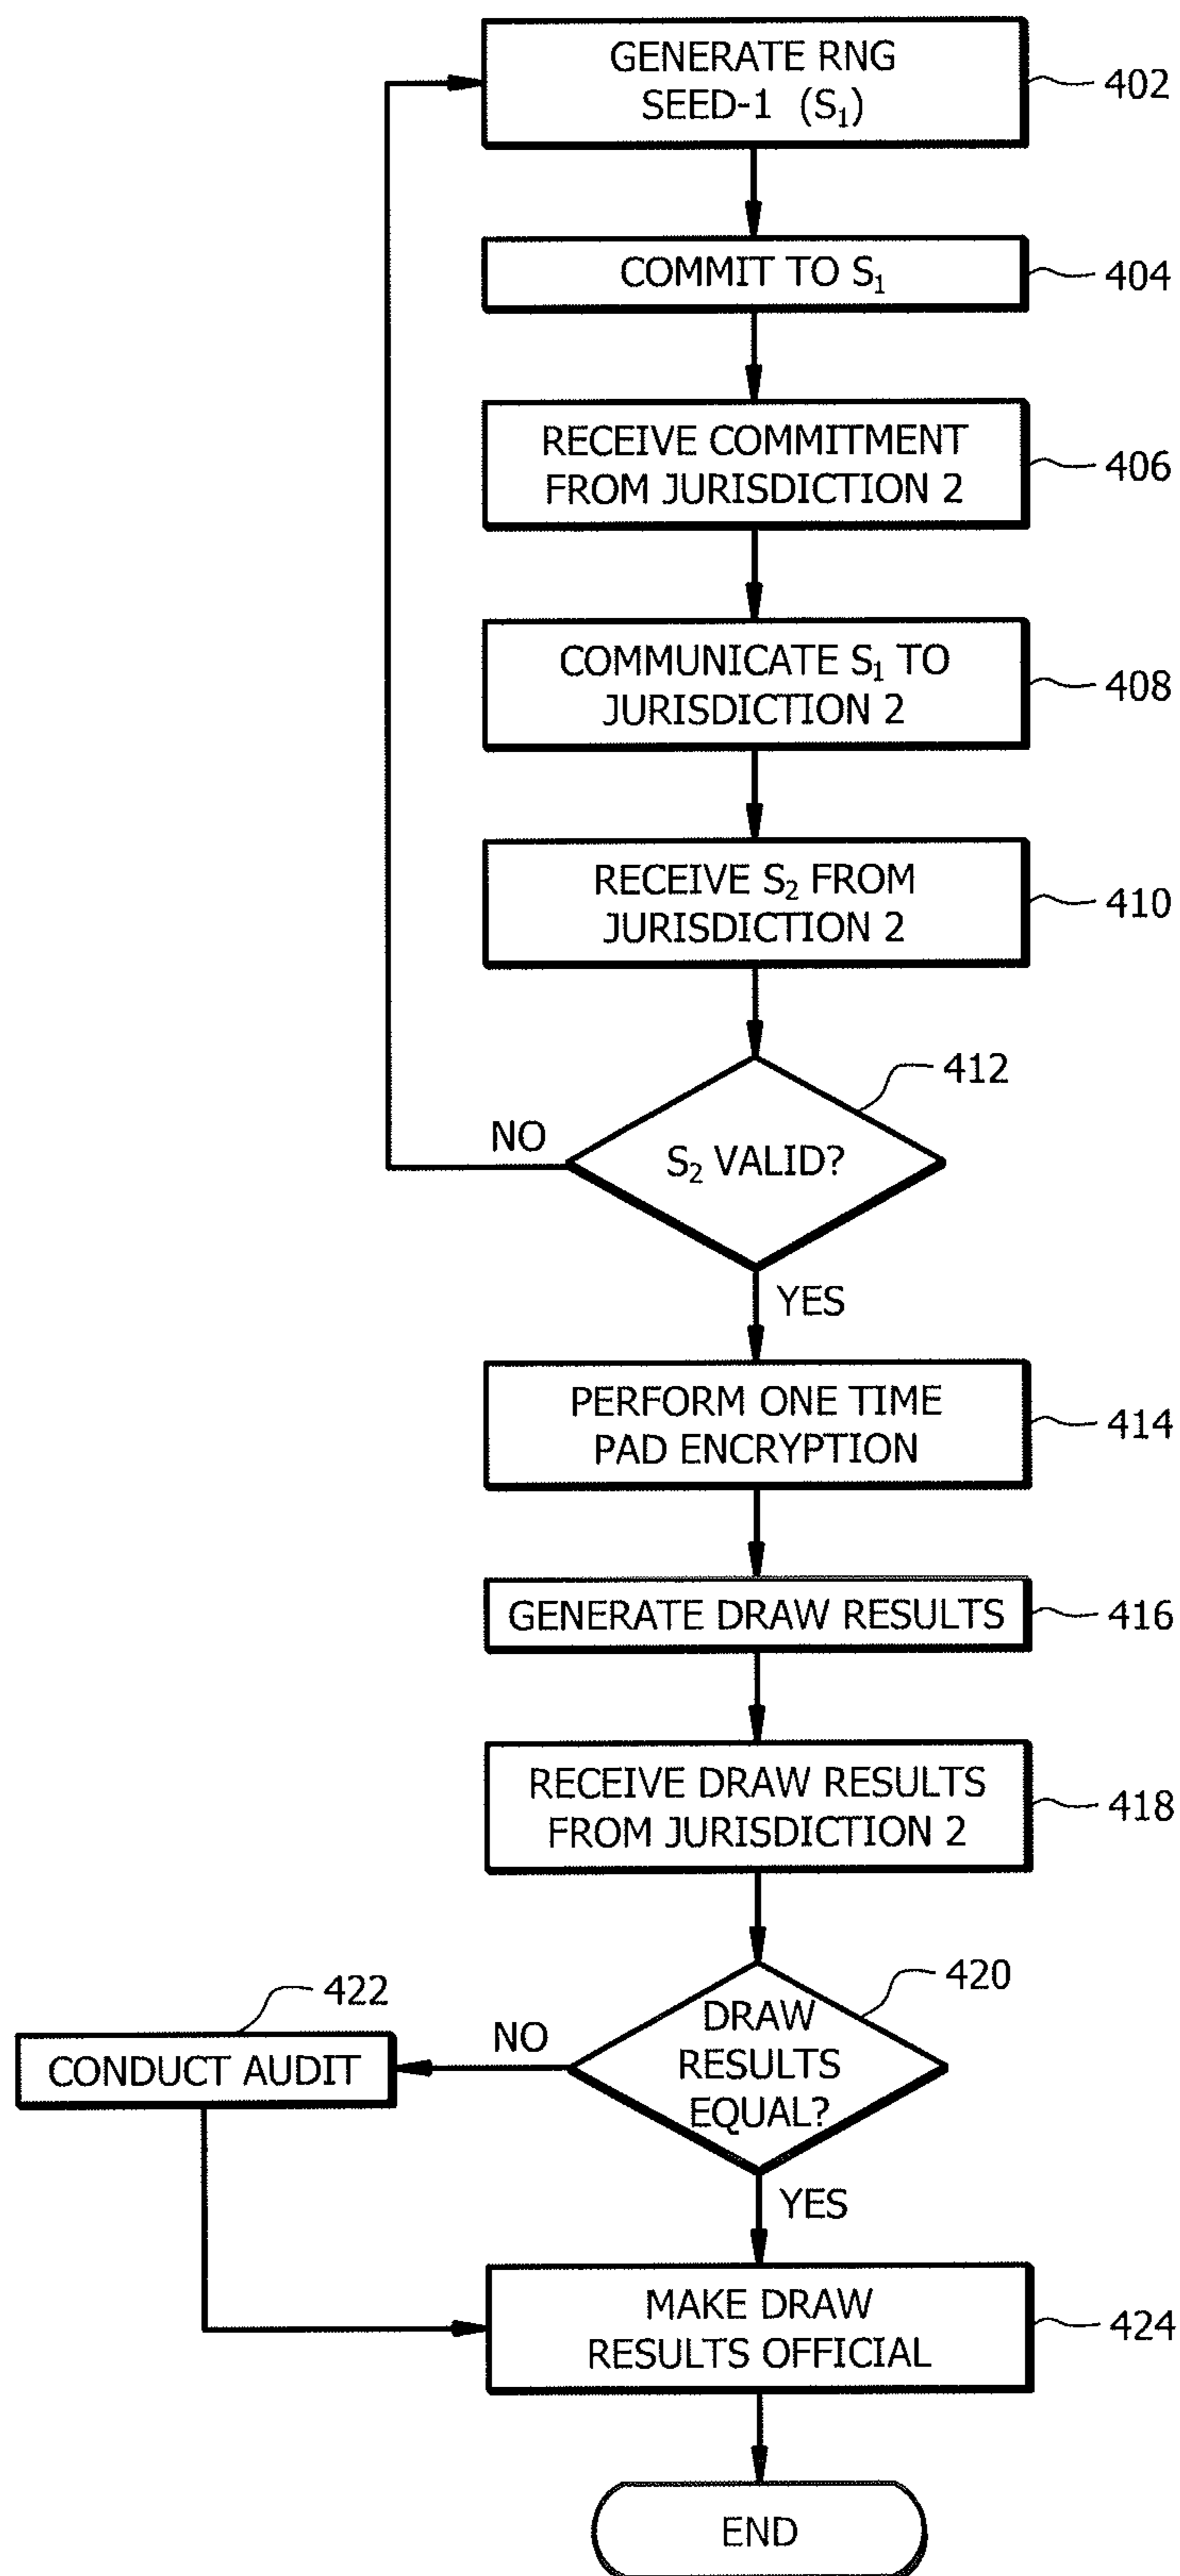 GENERATE RNG
SEED-1 (S₁)
402
COMMIT TO S₁
404
RECEIVE COMMITMENT
FROM JURISDICTION 2
406
COMMUNICATE S₁ TO
JURISDICTION 2
408
RECEIVE S₂ FROM
JURISDICTION 2
410
412
NO
S₂ VALID?
YES
PERFORM ONE TIME
PAD ENCRYPTION
414
GENERATE DRAW RESULTS
416
RECEIVE DRAW RESULTS
FROM JURISDICTION 2
418
420
422
NO
DRAW
RESULTS
EQUAL?
CONDUCT AUDIT
YES
MAKE DRAW
RESULTS OFFICIAL
424
END